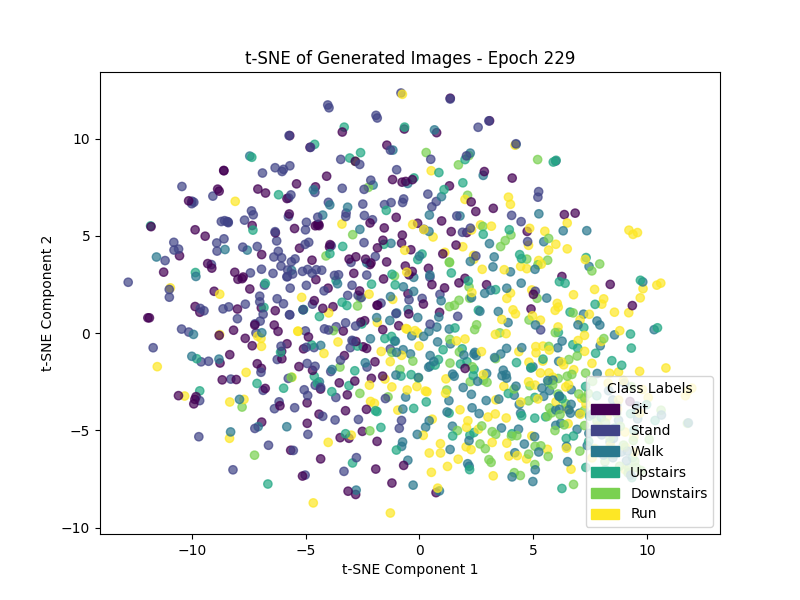 t-SNE of Generated Images - Epoch 229
10
5
0
−5
−10
t-SNE Component 2
−10
−5
0
5
10
t-SNE Component 1
Class Labels
Sit
Stand
Walk
Upstairs
Downstairs
Run